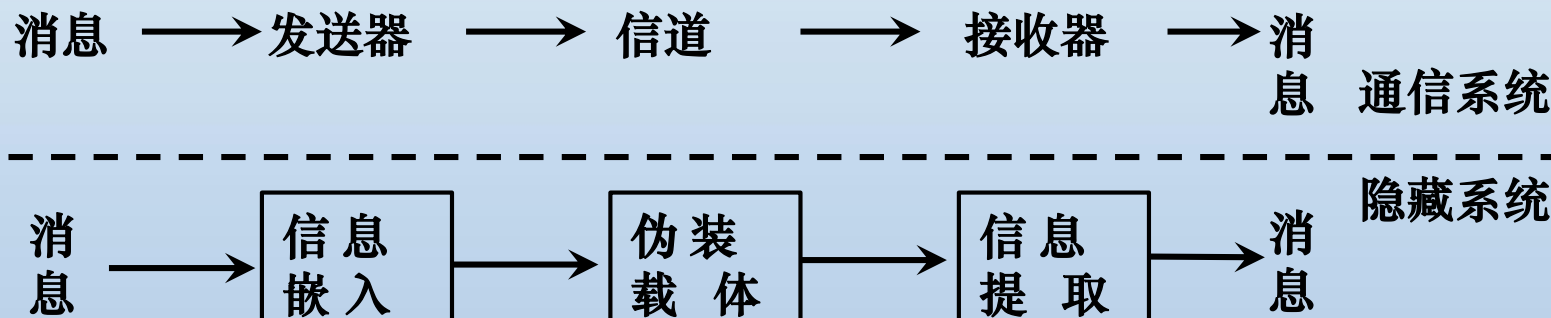 消息 发送器 信道 接收器 消
息 通信系统
隐藏系统
消 信息 伪装 信息 消
息 嵌入 载体 提取 息